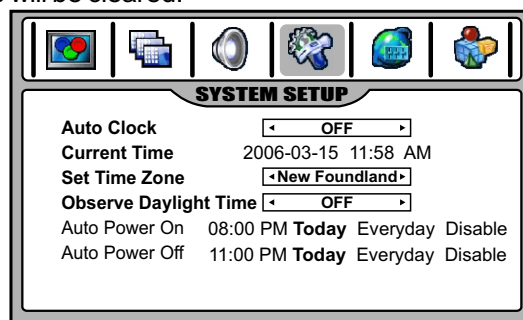 will be cleared.
SYSTEM SETUP
Auto Clock OFF
Current Time 2006-03-15 11:58 AM
Set Time Zone New Foundland
Observe Daylight Time OFF
Auto Power On 08:00 PM Today Everyday Disable
Auto Power Off 11:00 PM Today Everyday Disable